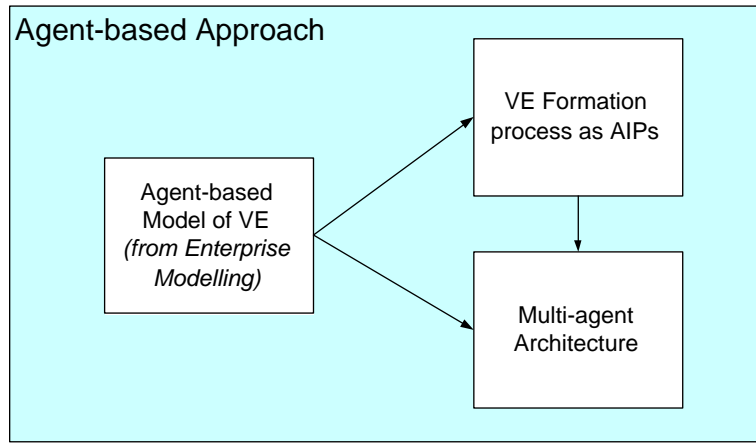 Agent-based Approach
VE Formation
process as AIPs
Agent-based
Model of VE
(from Enterprise
Modelling)
Multi-agent
Architecture